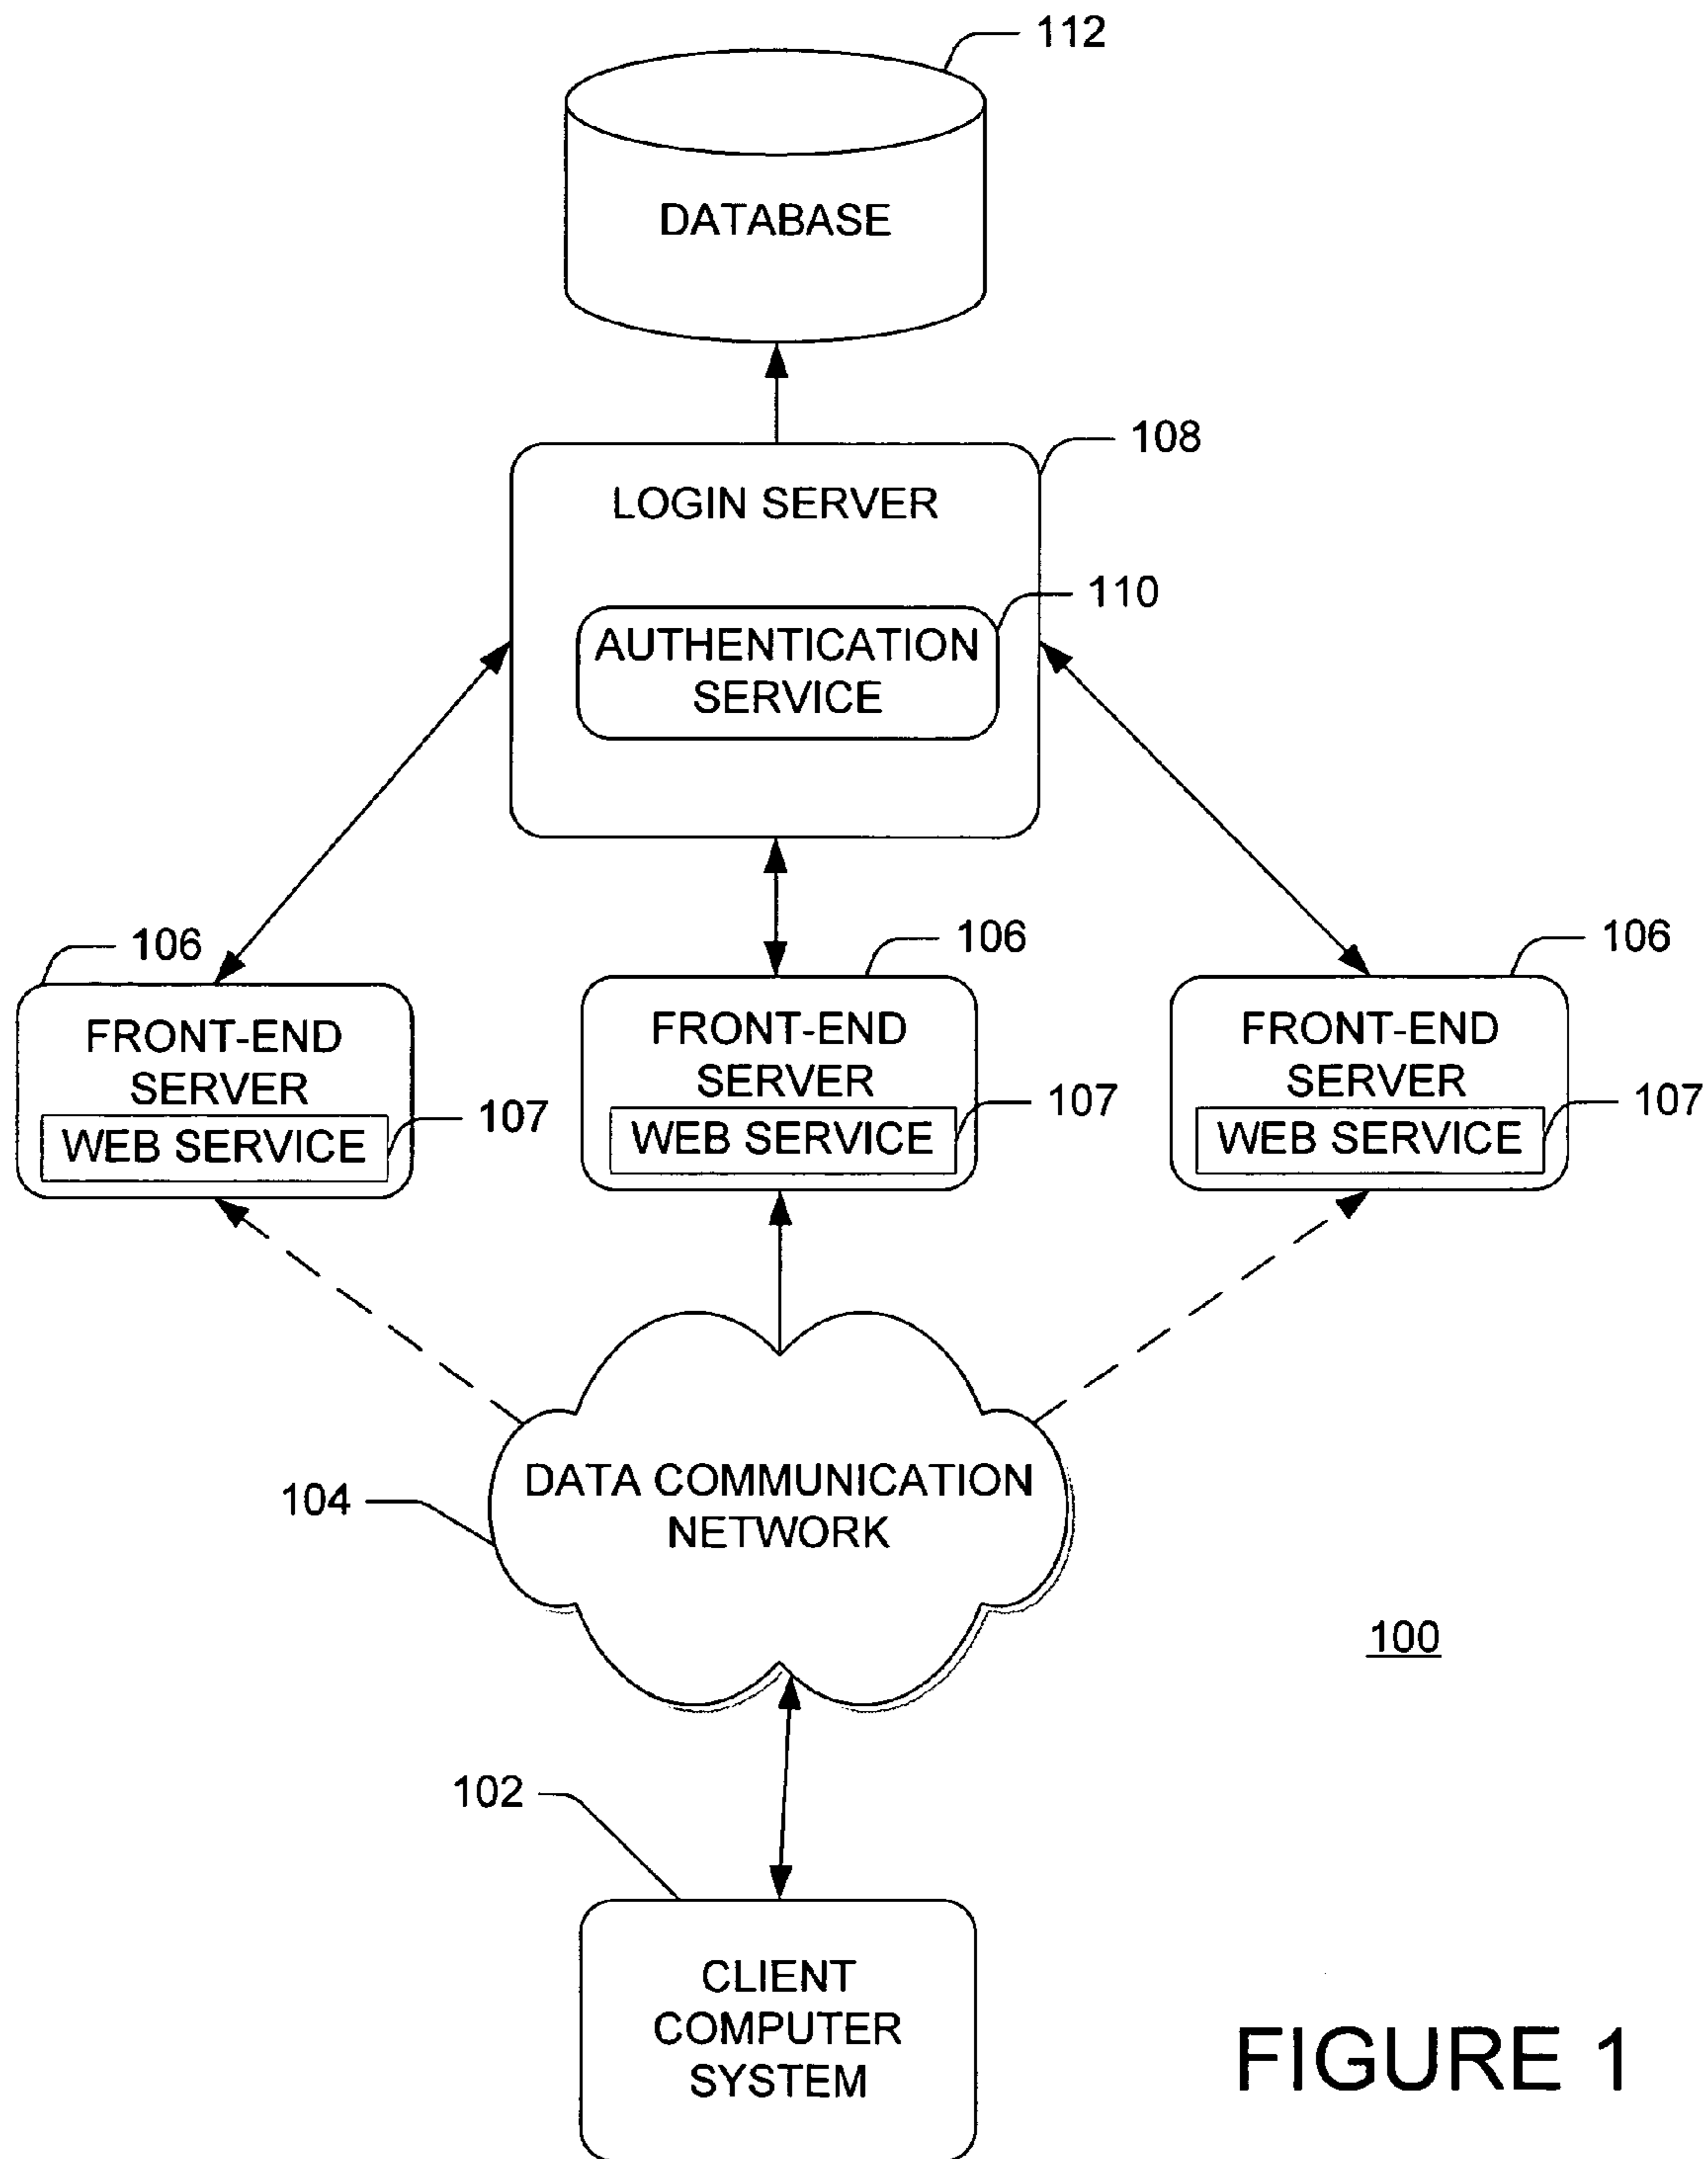 112
DATABASE
108
LOGIN SERVER
110
AUTHENTICATION
SERVICE
106
FRONT-END
SERVER
WEB SERVICE
107
106
FRONT-END
SERVER
WEB SERVICE
107
106
FRONT-END
SERVER
WEB SERVICE
107
DATA COMMUNICATION
NETWORK
104
100
102
CLIENT
COMPUTER
SYSTEM
FIGURE 1